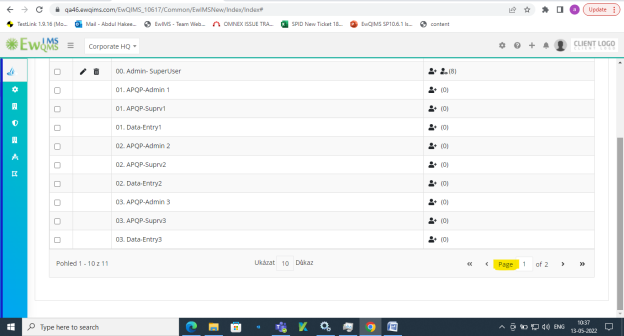 qa46.ewqims.com/EwQIMS_10617/Common/EwIMSNew/Index/Index#
Update
TestLink 1.9.16 (Mo...
Mail - Abdul Hakee...
EwIMS - Team Web...
OMNEX ISSUE TRA...
SPID New Ticket 18...
EwQIMS SP10.6.1 Is...
content
EwIMS QMS
Corporate HQ
CLIENT LOGO
00. Admin- SuperUser (8)
01. APQP-Admin 1 (0)
01. APQP-Suprv1 (0)
01. Data-Entry1 (0)
02. APQP-Admin 2 (0)
02. APQP-Suprv2 (0)
02. Data-Entry2 (0)
03. APQP-Admin 3 (0)
03. APQP-Suprv3 (0)
03. Data-Entry3 (0)
Pohled 1 - 10 z 11 Ukázat 10 Důkaz « ‹ Page 1 of 2 › »
Type here to search
ENG
10:37
13-05-2022